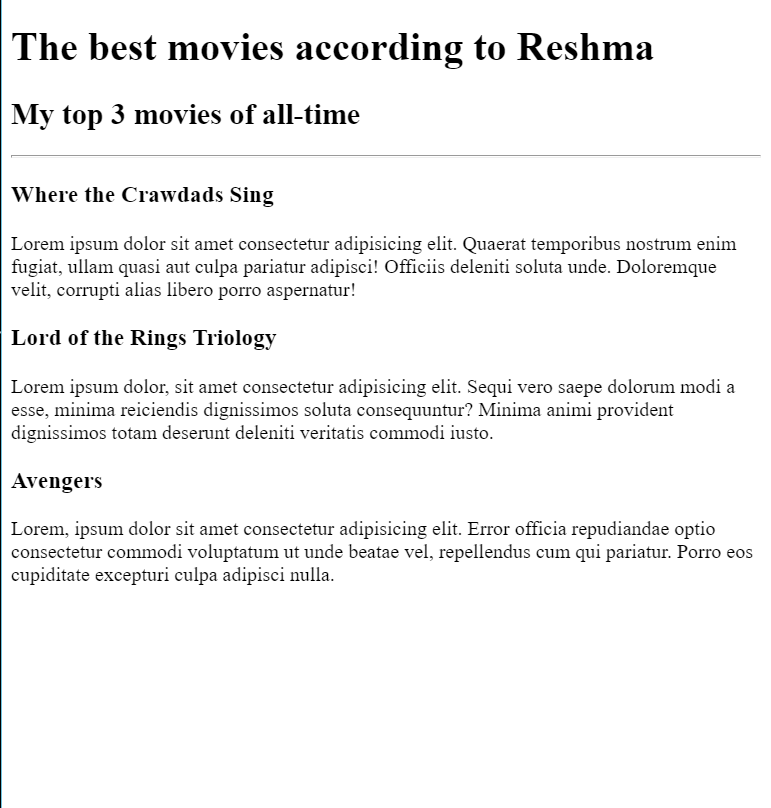 The best movies according to Reshma
My top 3 movies of all-time
Where the Crawdads Sing
Lorem ipsum dolor sit amet consectetur adipisicing elit. Quaerat temporibus nostrum enim
fugiat, ullam quasi aut culpa pariatur adipisci! Officiis deleniti soluta unde. Doloremque
velit, corrupti alias libero porro aspernatur!
Lord of the Rings Triology
Lorem ipsum dolor, sit amet consectetur adipisicing elit. Sequi vero saepe dolorum modi a
esse, minima reiciendis dignissimos soluta consequuntur? Minima animi provident
dignissimos totam deserunt deleniti veritatis commodi iusto.
Avengers
Lorem, ipsum dolor sit amet consectetur adipisicing elit. Error officia repudiandae optio
consectetur commodi voluptatum ut unde beatae vel, repellendus cum qui pariatur. Porro eos
cupiditate excepturi culpa adipisci nulla.